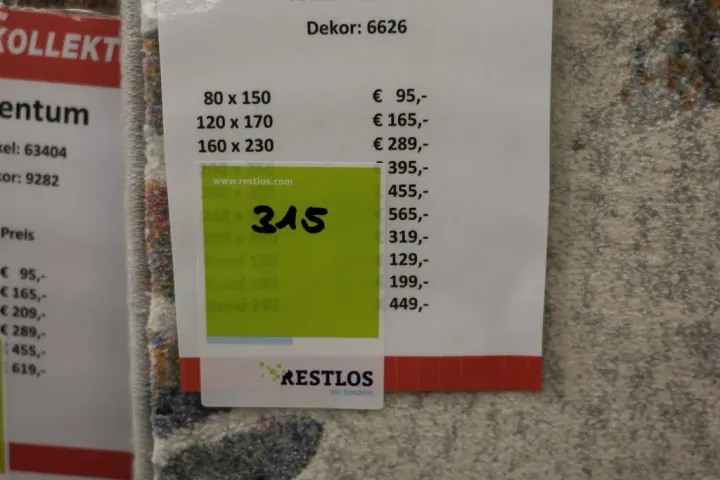 KOLLEKT
entum
kel: 63404
kor: 9282
Preis
€ 95,-
€ 165,-
€ 209,-
€ 289,-
455,-
619,-
Dekor: 6626
80 x 150 € 95,-
120 x 170 € 165,-
160 x 230 € 289,-
€ 395,-
€ 455,-
€ 565,-
€ 319,-
€ 129,-
€ 199,-
€ 449,-
www.restlos.com
315
RESTLOS
Wir handeln